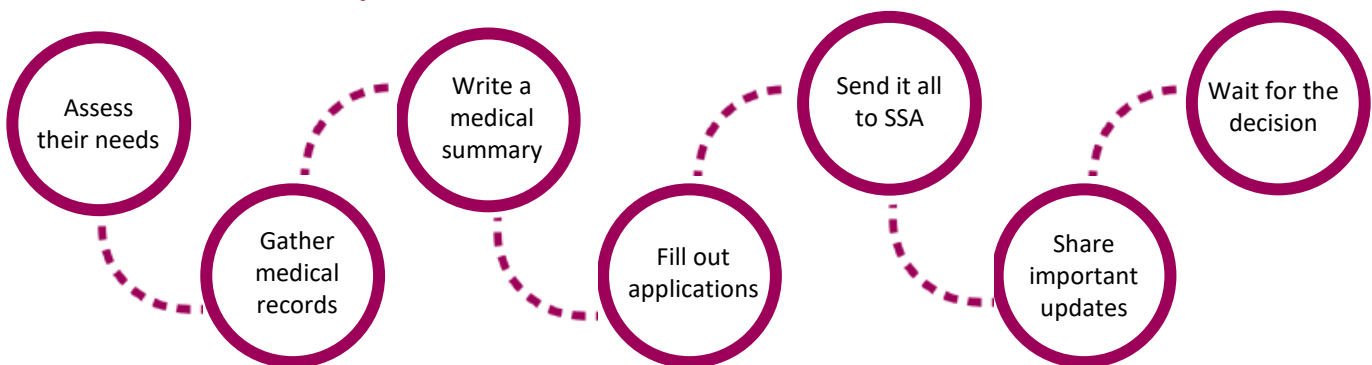 Assess
their needs
Gather
medical
records
Write a
medical
summary
Fill out
applications
Send it all
to SSA
Share
important
updates
Wait for the
decision